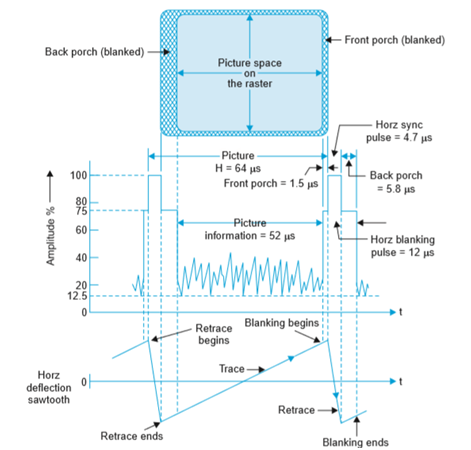 Back porch (blanked)
Front porch (blanked)
Picture space
on
the raster
Horz sync
pulse = 4.7 μs
Picture
H = 64 μs
Front porch = 1.5 μs
Back porch
= 5.8 μs
Amplitude %
100
80
75
60
40
20
12.5
0
Picture
information = 52 μs
Horz blanking
pulse = 12 μs
t
Retrace
begins
Blanking begins
Trace
Horz
deflection
sawtooth
0
t
Retrace
Retrace ends
Blanking ends